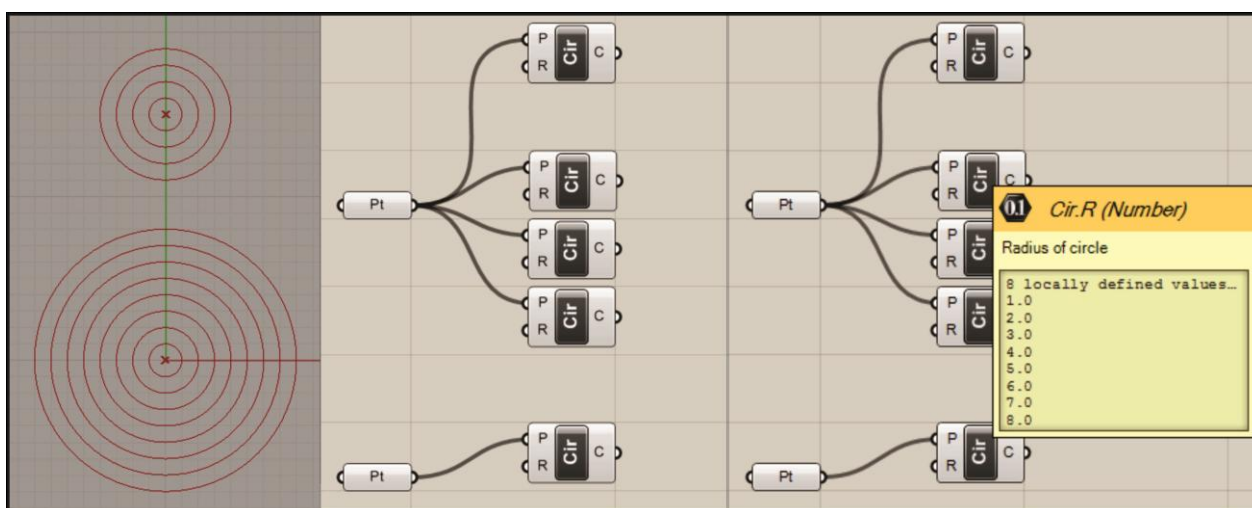 P
Cir
C
R
P
Cir
C
R
Pt
P
Cir
C
R
P
Cir
C
R
P
Cir
C
R
Pt
P
Cir
C
R
P
Cir
C
R
Pt
P
Cir
R
P
Cir
R
P
Cir
C
R
Pt
0.1
Cir.R (Number)
Radius of circle
8 locally defined values…
1.0
2.0
3.0
4.0
5.0
6.0
7.0
8.0